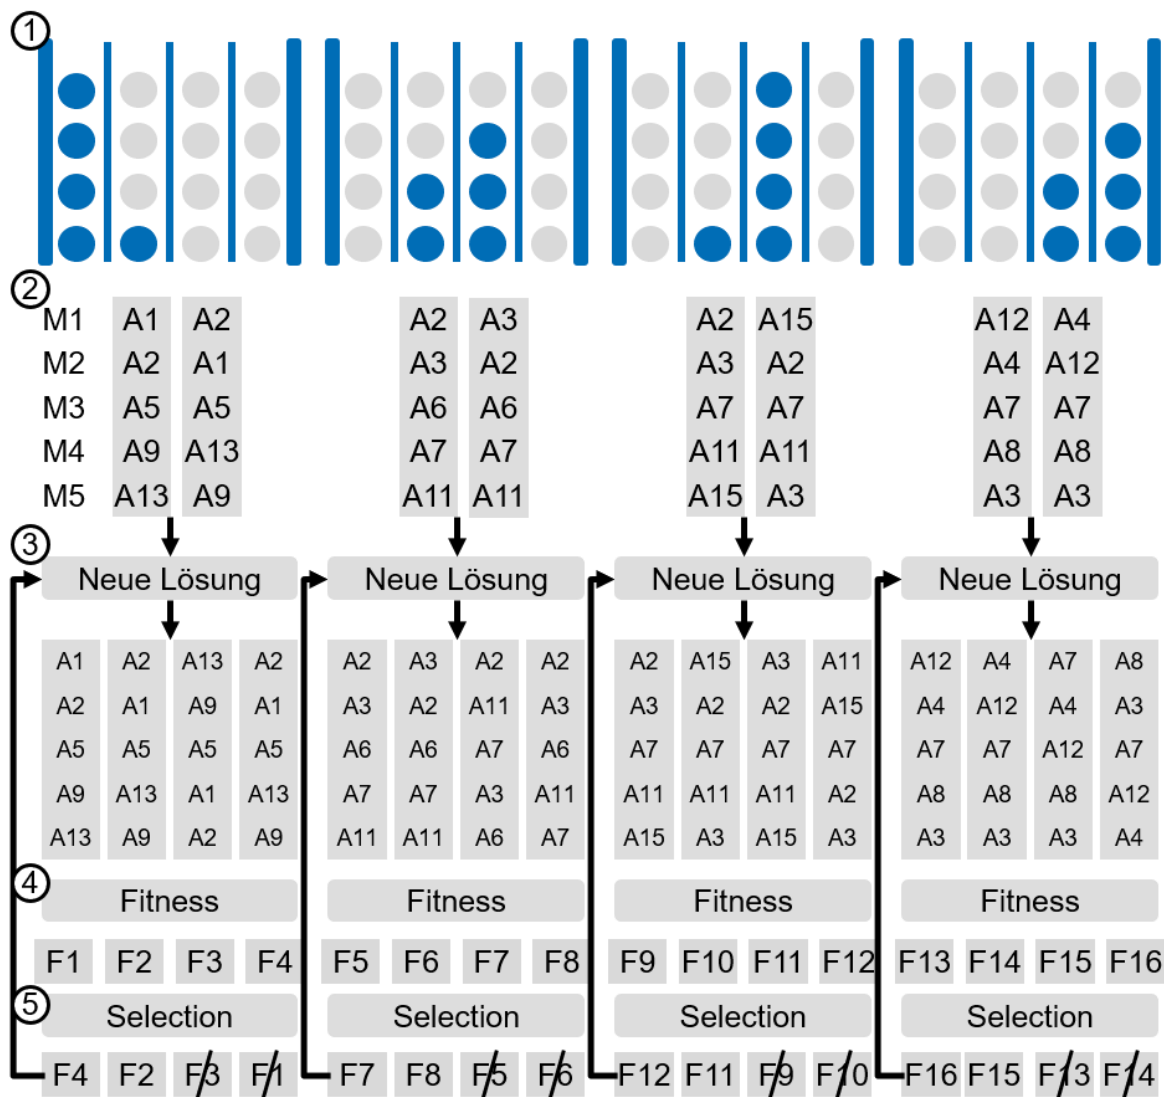 1
2
M1 A1 A2 A2 A3 A2 A15 A12 A4
M2 A2 A1 A3 A2 A3 A2 A4 A12
M3 A5 A5 A6 A6 A7 A7 A7 A7
M4 A9 A13 A7 A7 A11 A11 A8 A8
M5 A13 A9 A11 A11 A15 A3 A3 A3
3
Neue Lösung Neue Lösung Neue Lösung Neue Lösung
A1 A2 A13 A2 A2 A3 A2 A2 A2 A15 A3 A11 A12 A4 A7 A8
A2 A1 A9 A1 A3 A2 A11 A3 A3 A2 A2 A15 A4 A12 A4 A3
A5 A5 A5 A5 A6 A6 A7 A6 A7 A7 A7 A7 A7 A7 A12 A7
A9 A13 A1 A13 A7 A7 A3 A11 A11 A11 A11 A2 A8 A8 A8 A12
A13 A9 A2 A9 A11 A11 A6 A7 A15 A3 A15 A3 A3 A3 A3 A4
4
Fitness Fitness Fitness Fitness
F1 F2 F3 F4 F5 F6 F7 F8 F9 F10 F11 F12 F13 F14 F15 F16
5
Selection Selection Selection Selection
F4 F2 F3 F1 F7 F8 F5 F6 F12 F11 F9 F10 F16 F15 F13 F14